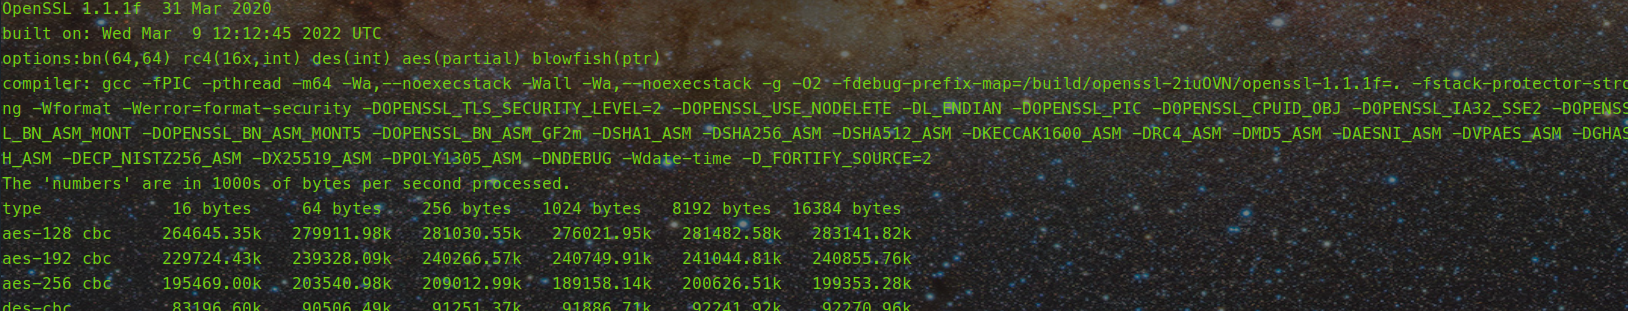 OpenSSL 1.1.1f  31 Mar 2020
built on: Wed Mar  9 12:12:45 2022 UTC
options:bn(64,64) rc4(16x,int) des(int) aes(partial) blowfish(ptr)
compiler: gcc -fPIC -pthread -m64 -Wa,--noexecstack -Wall -Wa,--noexecstack -g -O2 -fdebug-prefix-map=/build/openssl-2iuOVN/openssl-1.1.1f=. -fstack-protector-stro
ng -Wformat -Werror=format-security -DOPENSSL_TLS_SECURITY_LEVEL=2 -DOPENSSL_USE_NODELETE -DL_ENDIAN -DOPENSSL_PIC -DOPENSSL_CPUID_OBJ -DOPENSSL_IA32_SSE2 -DOPENSS
L_BN_ASM_MONT -DOPENSSL_BN_ASM_MONT5 -DOPENSSL_BN_ASM_GF2m -DSHA1_ASM -DSHA256_ASM -DSHA512_ASM -DKECCAK1600_ASM -DRC4_ASM -DMD5_ASM -DAESNI_ASM -DVPAES_ASM -DGHAS
H_ASM -DECP_NISTZ256_ASM -DX25519_ASM -DPOLY1305_ASM -DNDEBUG -Wdate-time -D_FORTIFY_SOURCE=2
The 'numbers' are in 1000s of bytes per second processed.
type             16 bytes     64 bytes    256 bytes   1024 bytes   8192 bytes  16384 bytes
aes-128 cbc     264645.35k   279911.98k   281030.55k   276021.95k   281482.58k   283141.82k
aes-192 cbc     229724.43k   239328.09k   240266.57k   240749.91k   241044.81k   240855.76k
aes-256 cbc     195469.00k   203540.98k   209012.99k   189158.14k   200626.51k   199353.28k
des-cbc          83196.60k    90506.49k    91251.37k    91886.71k    92241.92k    92270.96k